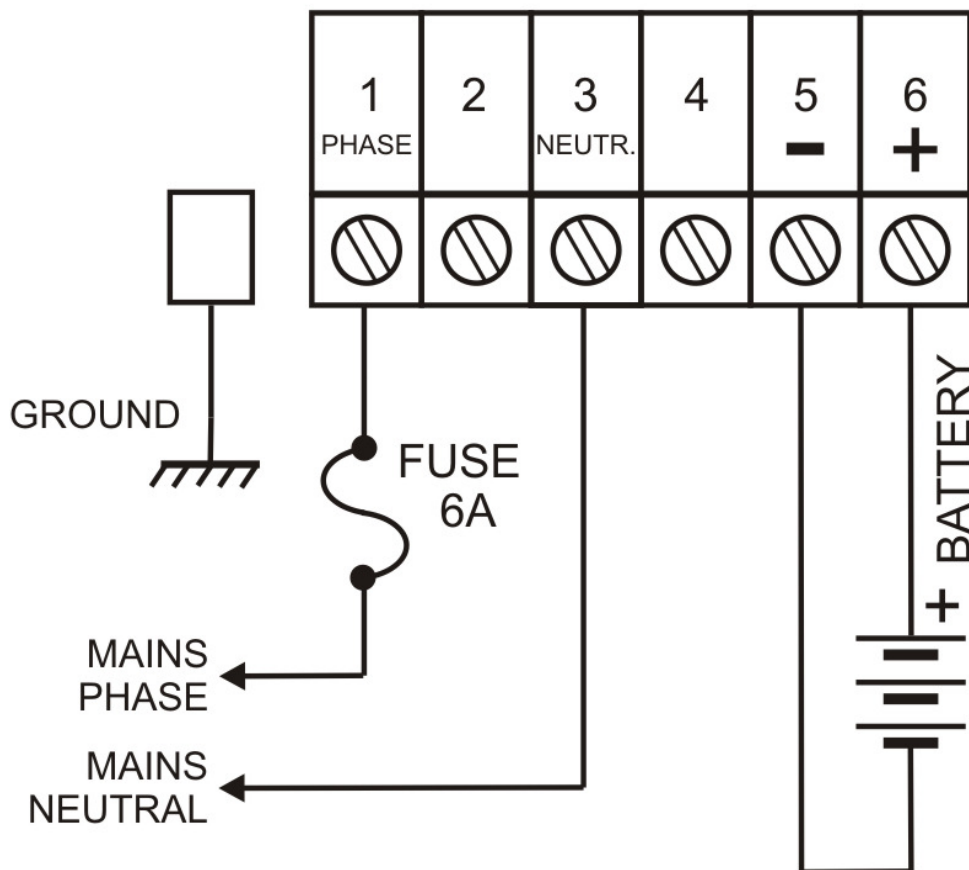 1 2 3 4 5 6
PHASE NEUTR. - +
GROUND
FUSE
6A
BATTERY
+
MAINS
PHASE
MAINS
NEUTRAL